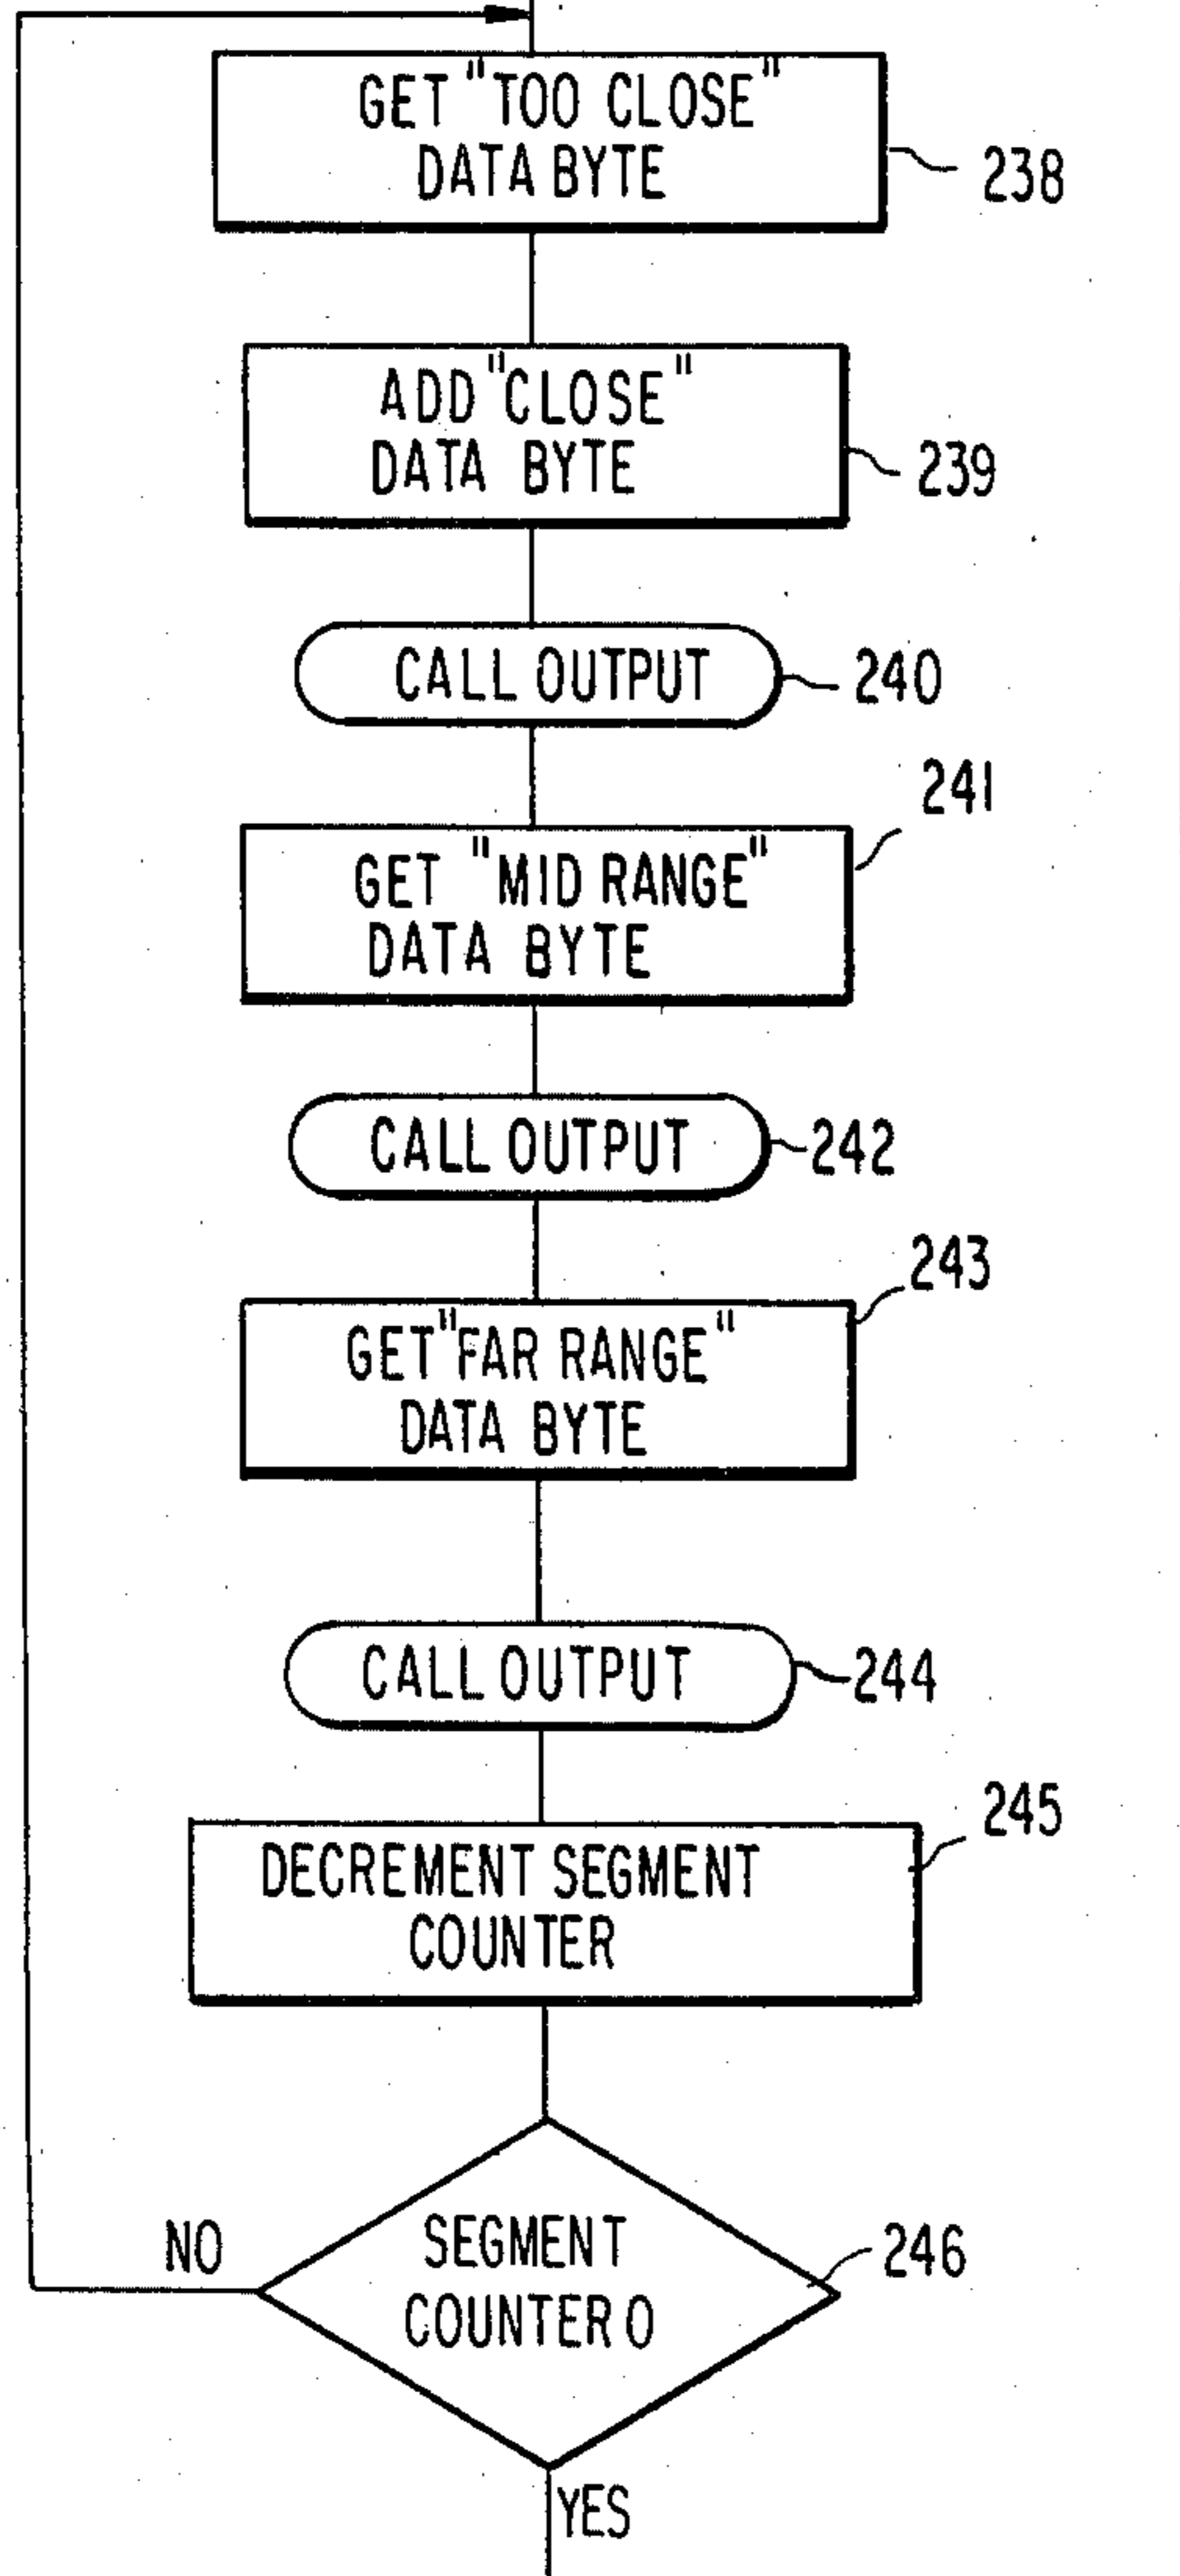 GET "TOO CLOSE"
DATA BYTE
238
ADD "CLOSE"
DATA BYTE
239
CALL OUTPUT
240
241
GET "MID RANGE"
DATA BYTE
CALL OUTPUT
242
243
GET "FAR RANGE"
DATA BYTE
CALL OUTPUT
244
245
DECREMENT SEGMENT
COUNTER
NO
SEGMENT
COUNTER 0
246
YES